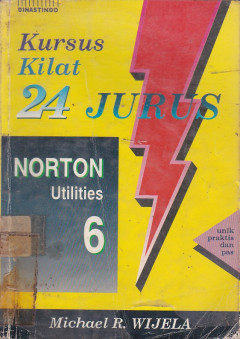 DINASTINDO
Kursus
Kilat
24 JURUS
NORTON
Utilities
6
unik
praktis
dan
pas
Michael R. WIJELA